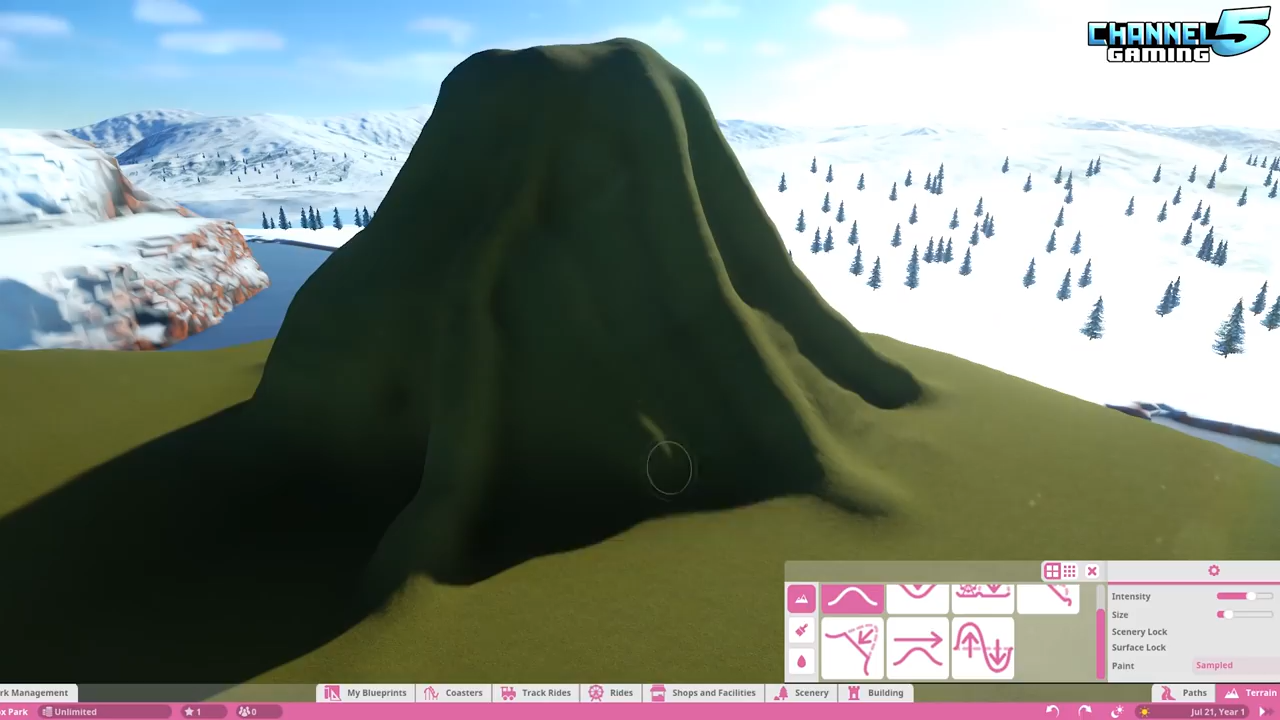 CHANNEL 5
GAMING
Intensity
Size
Scenery Lock
Surface Lock
Paint Sampled
rk Management
My Blueprints
Coasters
Track Rides
Rides
Shops and Facilities
Scenery
Building
Paths
Terrain
ox Park
Unlimited
1
0
Jul 21, Year 1